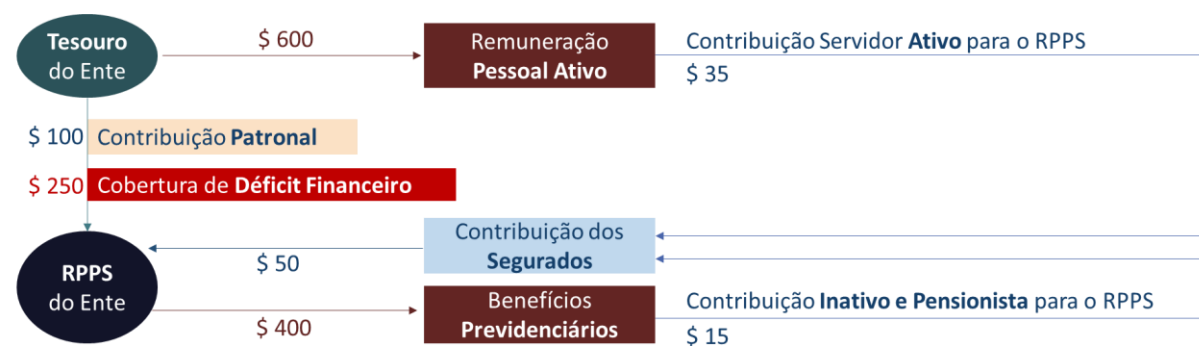 Tesouro
do Ente
$ 600
Remuneração
Pessoal Ativo
Contribuição Servidor Ativo para o RPPS
$ 35
$ 100 Contribuição Patronal
$ 250 Cobertura de Déficit Financeiro
RPPS
do Ente
$ 50
Contribuição dos
Segurados
$ 400
Benefícios
Previdenciários
Contribuição Inativo e Pensionista para o RPPS
$ 15